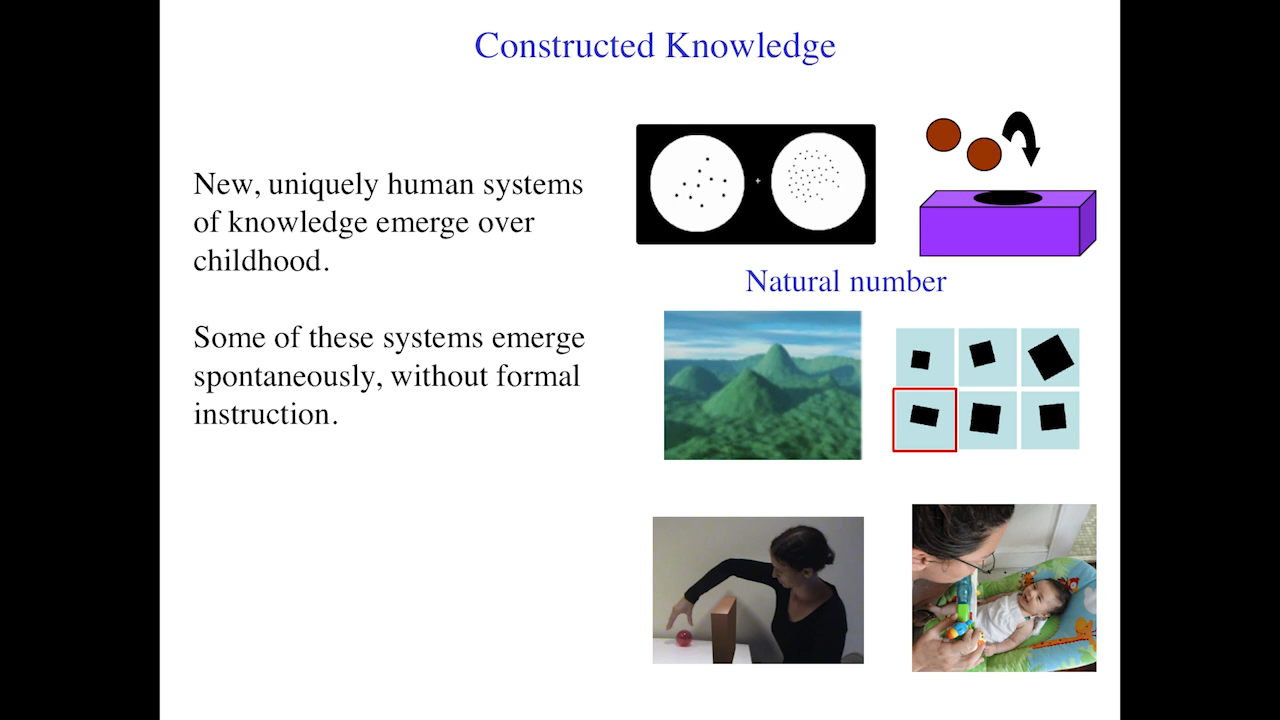 Constructed Knowledge
New, uniquely human systems
of knowledge emerge over
childhood.
Some of these systems emerge
spontaneously, without formal
instruction.
Natural number